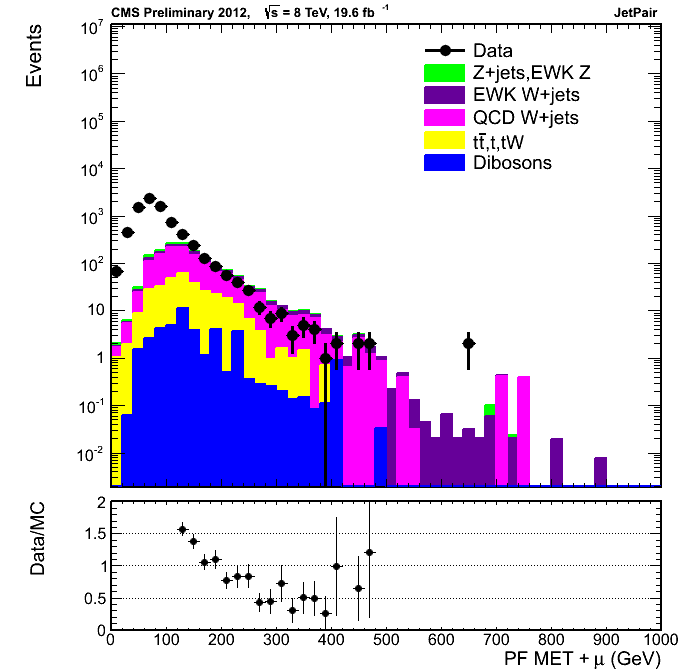 CMS Preliminary 2012, √s = 8 TeV, 19.6 fb⁻¹ JetPair
Events
Data
Z+jets,EWK Z
EWK W+jets
QCD W+jets
tt̄,t,tW
Dibosons
10⁷
10⁶
10⁵
10⁴
10³
10²
10
1
10⁻¹
10⁻²
Data/MC
2
1.5
1
0.5
0
0 100 200 300 400 500 600 700 800 900 1000
PF MET + μ (GeV)